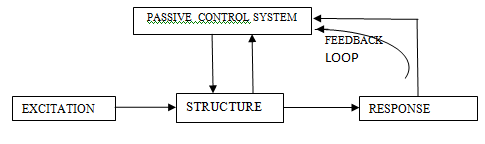 PASSIVE CONTROL SYSTEM
FEEDBACK
LOOP
EXCITATION
STRUCTURE
RESPONSE